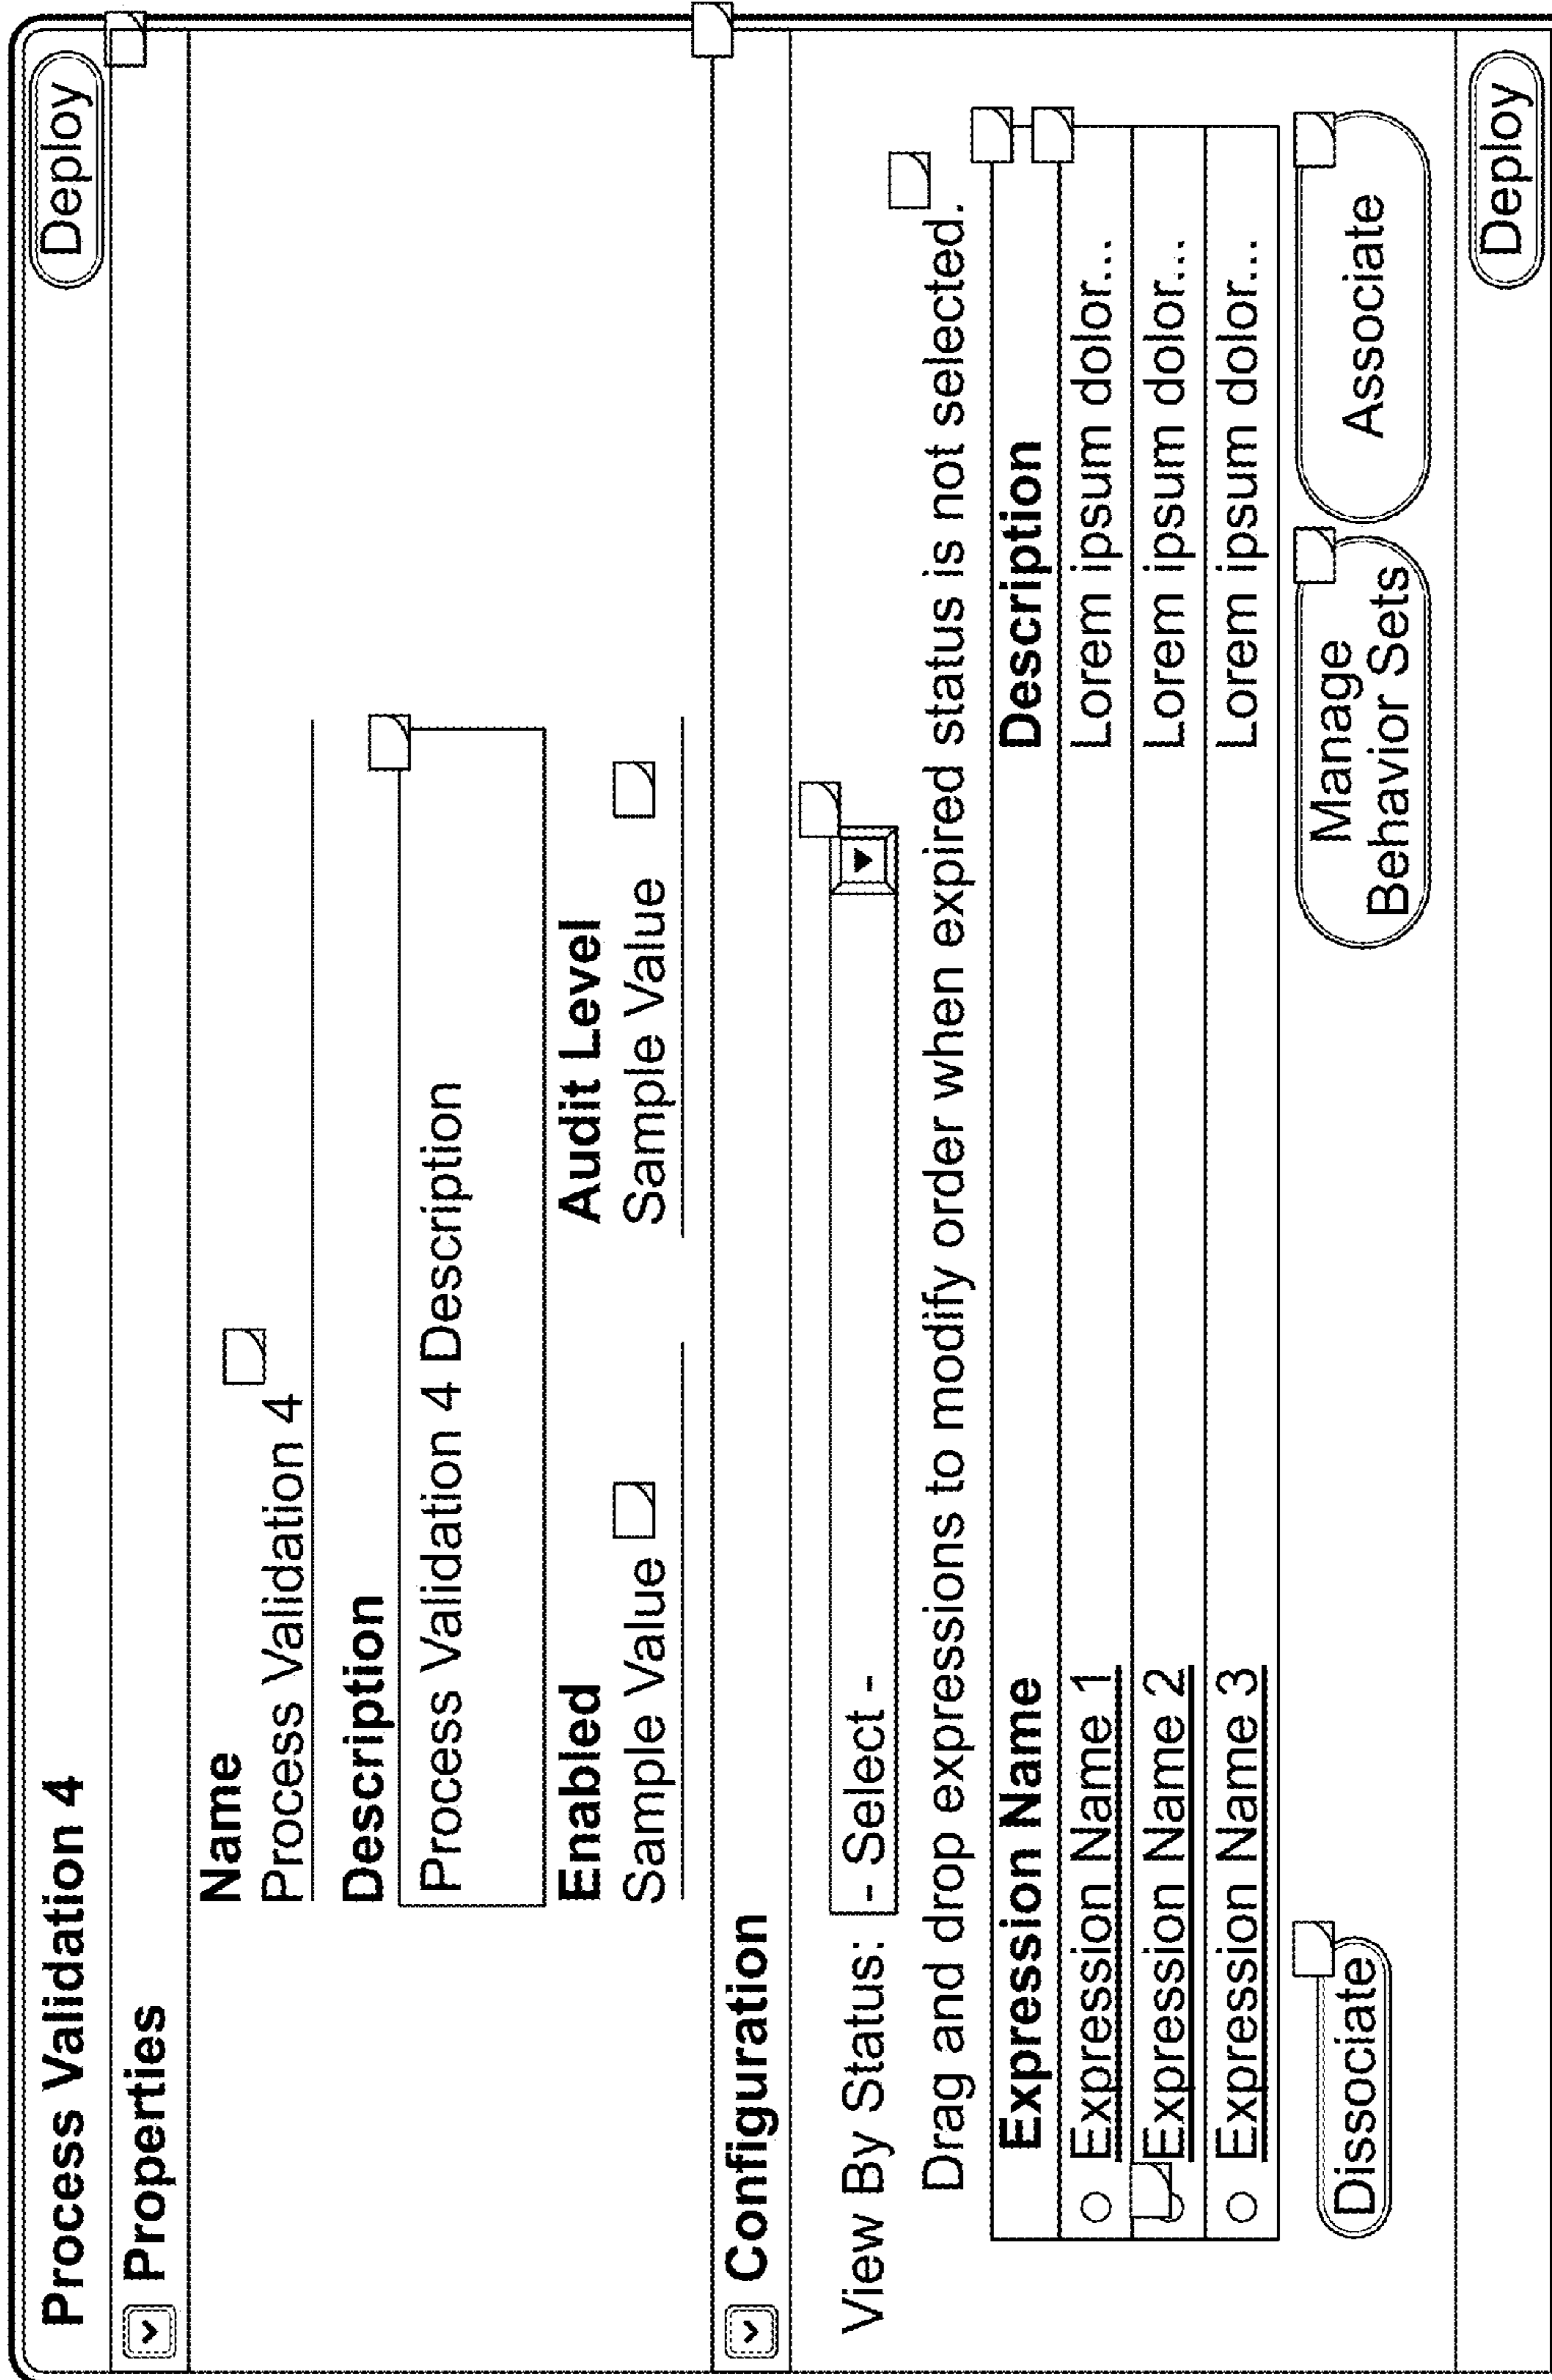 Process Validation 4 Deploy
Properties
Name
Process Validation 4
Description
Process Validation 4 Description
Enabled Audit Level
Sample Value Sample Value
Configuration
View By Status: - Select -
Drag and drop expressions to modify order when expired status is not selected.
Expression Name Description
Expression Name 1 Lorem ipsum dolor...
Expression Name 2 Lorem ipsum dolor...
Expression Name 3 Lorem ipsum dolor...
Dissociate Manage Behavior Sets Associate
Deploy